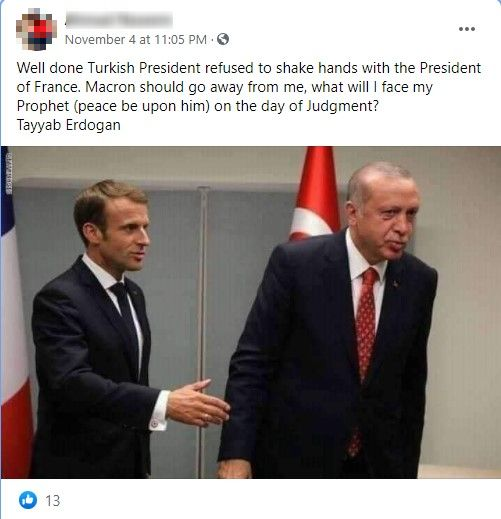 November 4 at 11:05 PM ·
Well done Turkish President refused to shake hands with the President
of France. Macron should go away from me, what will I face my
Prophet (peace be upon him) on the day of Judgment?
Tayyab Erdogan
13